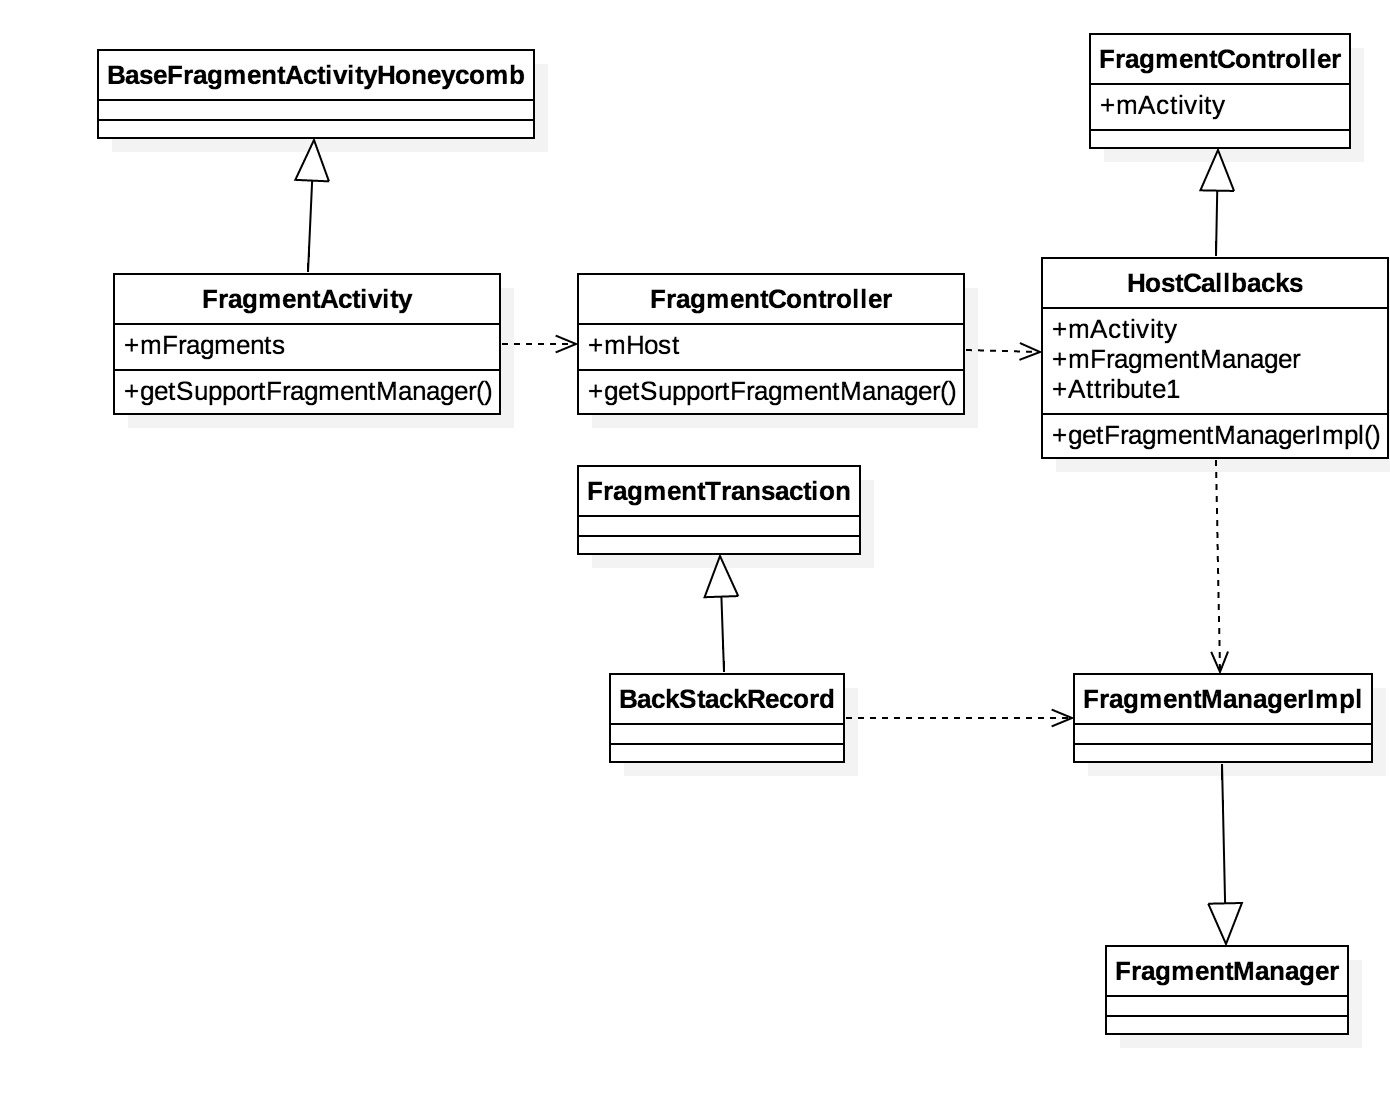 BaseFragmentActivityHoneycomb
FragmentController
+mActivity
FragmentActivity
+mFragments
+getSupportFragmentManager()
FragmentController
+mHost
+getSupportFragmentManager()
HostCallbacks
+mActivity
+mFragmentManager
+Attribute1
+getFragmentManagerImpl()
FragmentTransaction
BackStackRecord
FragmentManagerImpl
FragmentManager